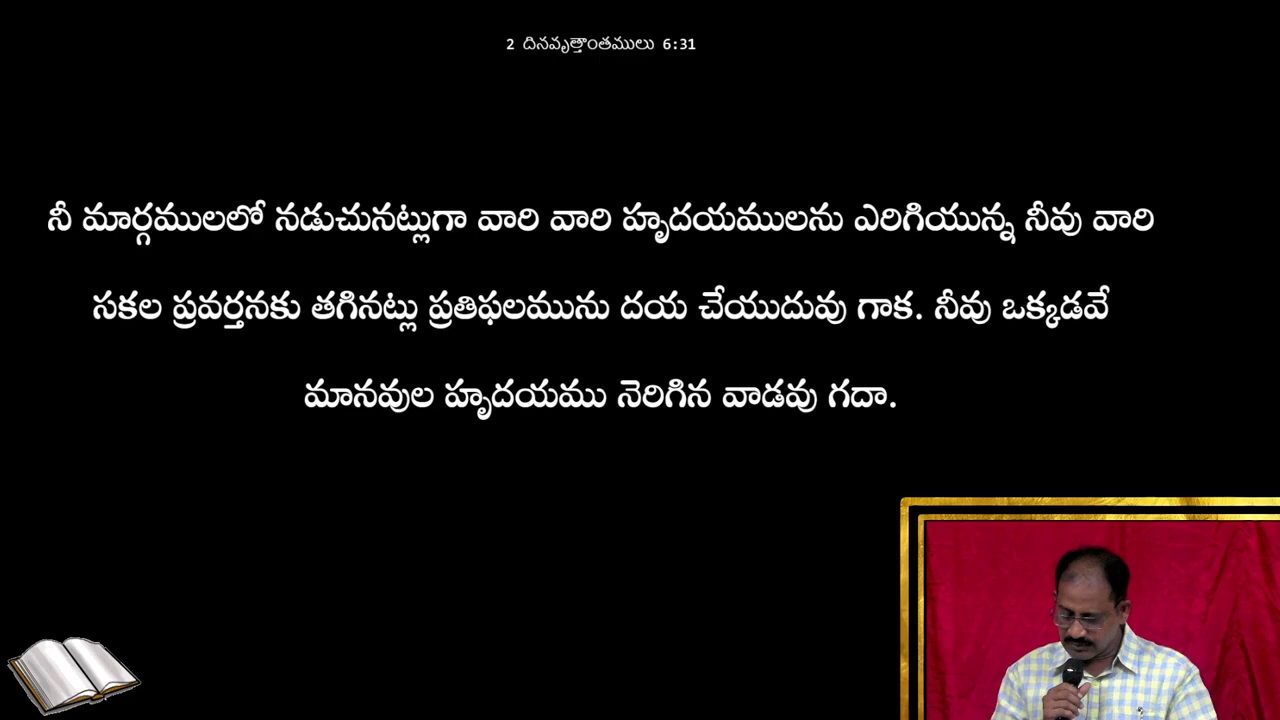 2 దినవృత్తాంతములు 6:31
నీ మార్గములలో నడుచునట్లుగా వారి వారి హృదయములను ఎరిగియున్న నీవు వారి
సకల ప్రవర్తనకు తగినట్లు ప్రతిఫలమును దయ చేయుదువు గాక. నీవు ఒక్కడవే
మానవుల హృదయము నెరిగిన వాడవు గదా.